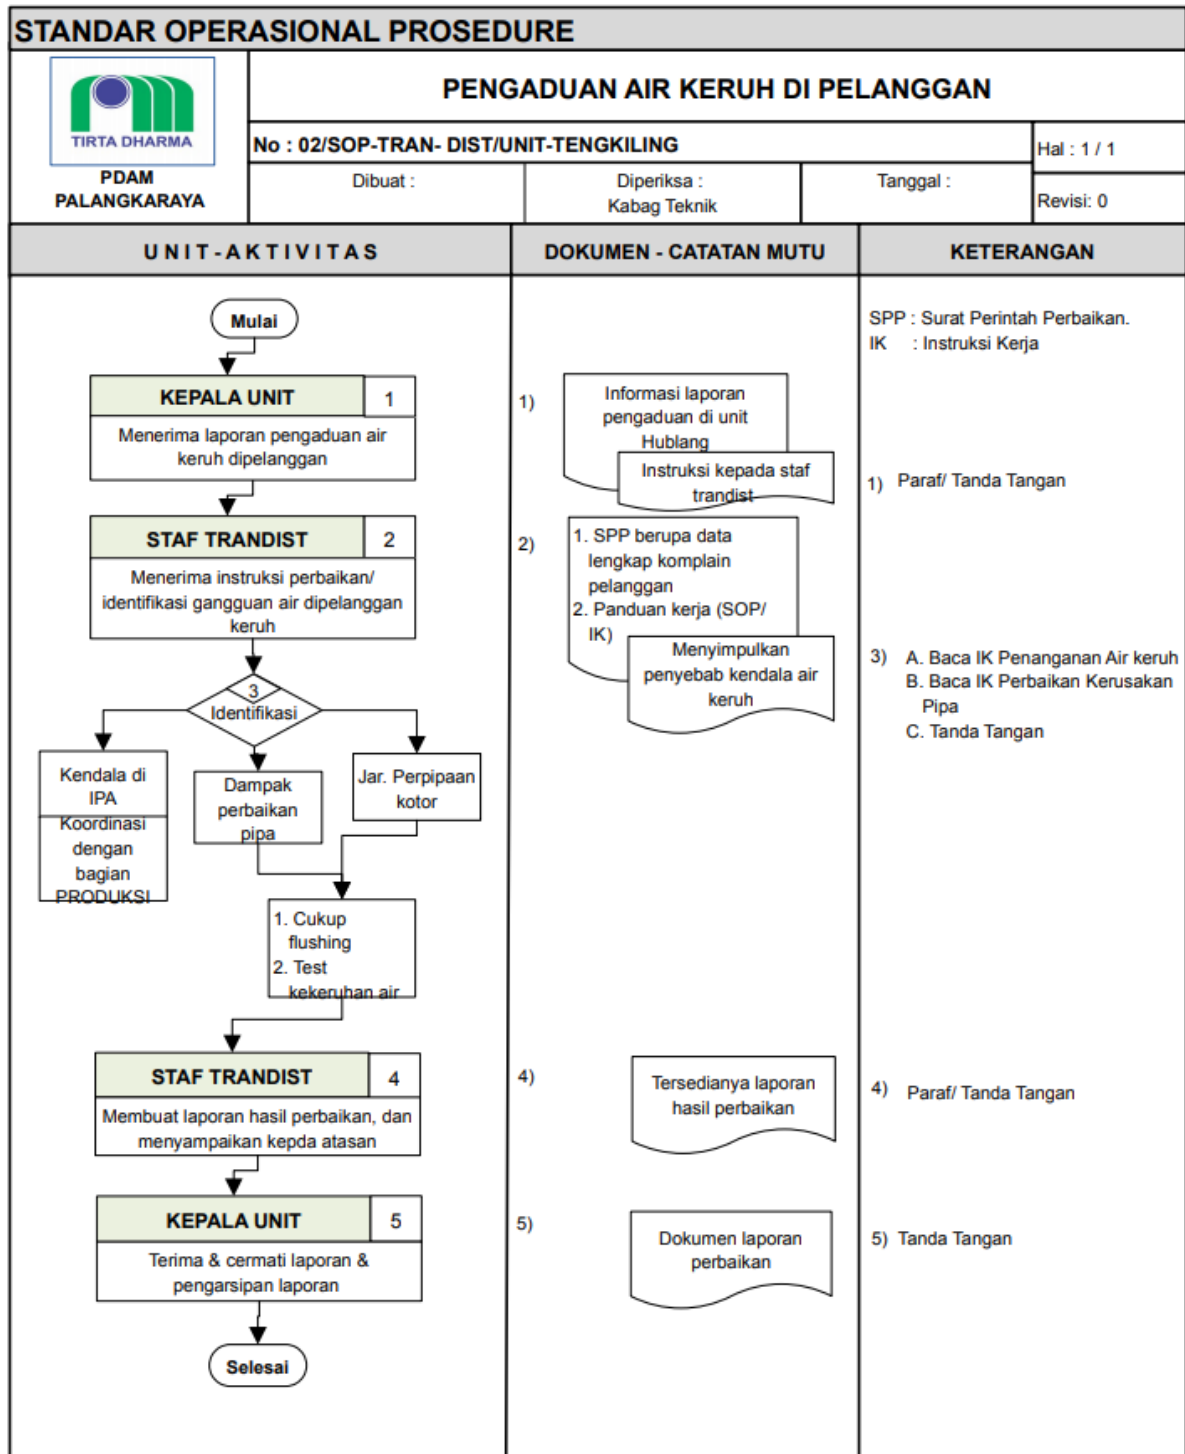 STANDAR OPERASIONAL PROSEDURE
TIRTA DHARMA
PDAM
PALANGKARAYA
PENGADUAN AIR KERUH DI PELANGGAN
No : 02/SOP-TRAN- DIST/UNIT-TENGKILING
Hal : 1 / 1
Dibuat :
Diperiksa :
Kabag Teknik
Tanggal :
Revisi: 0
U N I T - A K T I V I T A S
DOKUMEN - CATATAN MUTU
KETERANGAN
Mulai
SPP : Surat Perintah Perbaikan.
IK : Instruksi Kerja
KEPALA UNIT 1
Menerima laporan pengaduan air
keruh dipelanggan
1)
Informasi laporan
pengaduan di unit
Hublang
Instruksi kepada staf
trandist
1) Paraf/ Tanda Tangan
STAF TRANDIST 2
Menerima instruksi perbaikan/
identifikasi gangguan air dipelanggan
keruh
2)
1. SPP berupa data
lengkap komplain
pelanggan
2. Panduan kerja (SOP/
IK)
Menyimpulkan
penyebab kendala air
keruh
3) A. Baca IK Penanganan Air keruh
B. Baca IK Perbaikan Kerusakan
Pipa
C. Tanda Tangan
3
Identifikasi
Kendala di
IPA
Koordinasi
dengan
bagian
PRODUKSI
Dampak
perbaikan
pipa
Jar. Perpipaan
kotor
1. Cukup
flushing
2. Test
kekeruhan air
STAF TRANDIST 4
Membuat laporan hasil perbaikan, dan
menyampaikan kepda atasan
4)
Tersedianya laporan
hasil perbaikan
4) Paraf/ Tanda Tangan
KEPALA UNIT 5
Terima & cermati laporan &
pengarsipan laporan
5)
Dokumen laporan
perbaikan
5) Tanda Tangan
Selesai